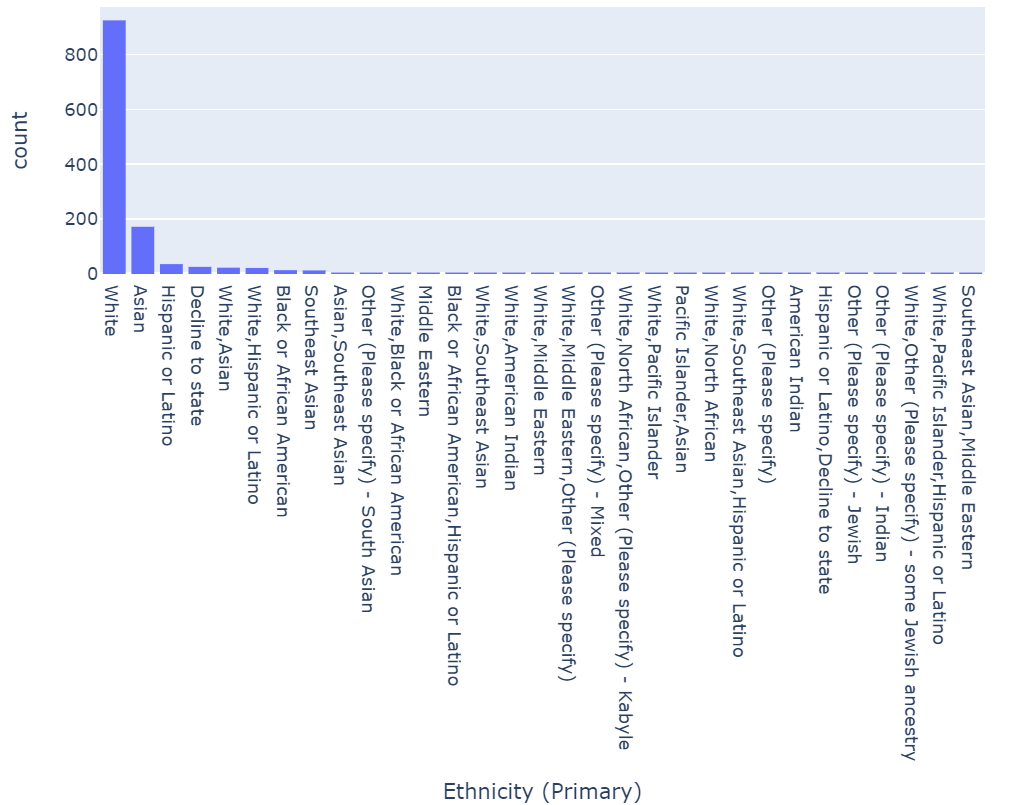 count
800
600
400
200
0
White
Asian
Hispanic or Latino
Decline to state
White,Asian
White,Hispanic or Latino
Black or African American
Southeast Asian
Asian,Southeast Asian
Other (Please specify) - South Asian
White,Black or African American
Middle Eastern
Black or African American,Hispanic or Latino
White,Southeast Asian
White,American Indian
White,Middle Eastern
White,Middle Eastern,Other (Please specify)
Other (Please specify) - Mixed
White,North African,Other (Please specify) - Kabyle
White,Pacific Islander
Pacific Islander,Asian
White,North African
White,Southeast Asian,Hispanic or Latino
Other (Please specify)
American Indian
Hispanic or Latino,Decline to state
Other (Please specify) - Jewish
Other (Please specify) - Indian
White,Other (Please specify) - some Jewish ancestry
White,Pacific Islander,Hispanic or Latino
Southeast Asian,Middle Eastern
Ethnicity (Primary)